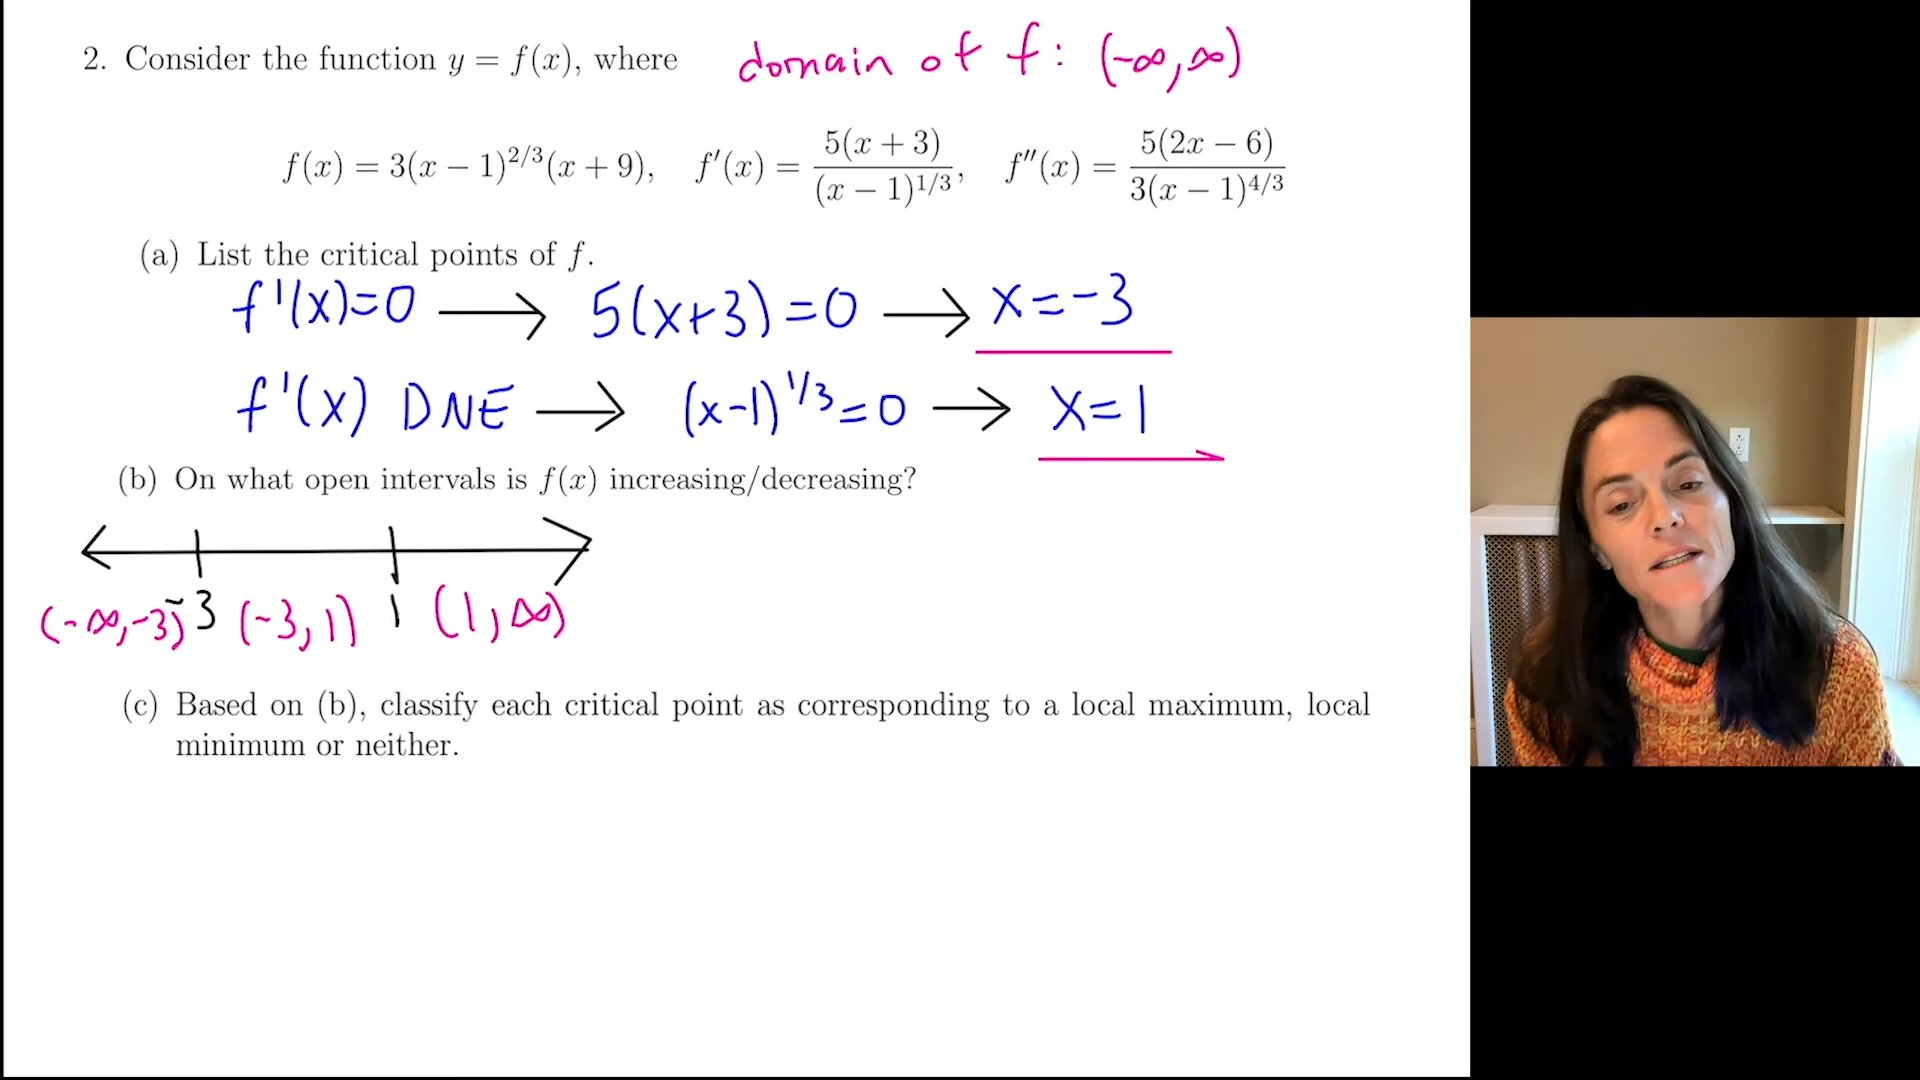 2. Consider the function y = f(x), where domain of f: (-∞,∞)
f(x) = 3(x − 1)^{2/3}(x + 9), f′(x) = \frac{5(x + 3)}{(x − 1)^{1/3}}, f″(x) = \frac{5(2x − 6)}{3(x − 1)^{4/3}}
(a) List the critical points of f.
f'(x)=0 → 5(x+3)=0 → x=-3
f'(x) DNE → (x-1)^{1/3}=0 → x=1
(b) On what open intervals is f(x) increasing/decreasing?
(-∞,-3) -3 (-3,1) 1 (1,∞)
(c) Based on (b), classify each critical point as corresponding to a local maximum, local
minimum or neither.